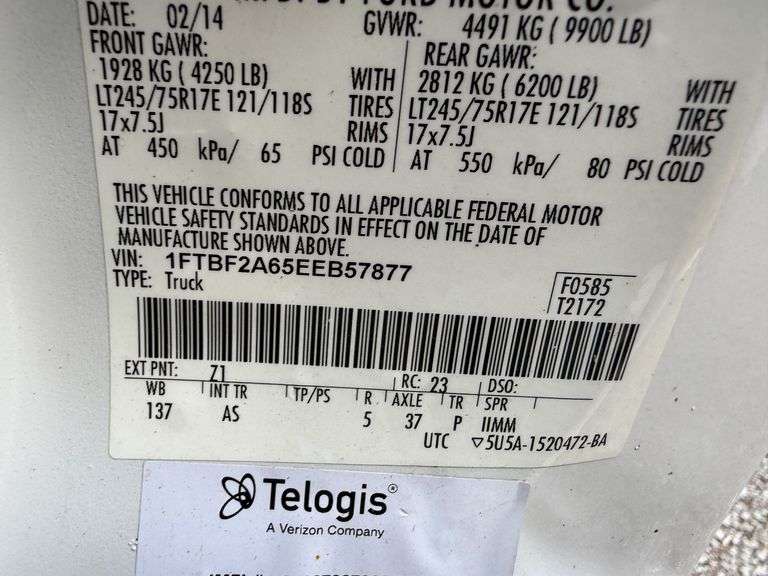 FORD MOTOR CO.
DATE: 02/14 GVWR: 4491 KG ( 9900 LB)
FRONT GAWR: REAR GAWR:
1928 KG ( 4250 LB) WITH 2812 KG ( 6200 LB) WITH
LT245/75R17E 121/118S TIRES LT245/75R17E 121/118S TIRES
17x7.5J RIMS 17x7.5J RIMS
AT 450 kPa/ 65 PSI COLD AT 550 kPa/ 80 PSI COLD
THIS VEHICLE CONFORMS TO ALL APPLICABLE FEDERAL MOTOR
VEHICLE SAFETY STANDARDS IN EFFECT ON THE DATE OF
MANUFACTURE SHOWN ABOVE.
VIN: 1FTBF2A65EEB57877
TYPE: Truck
F0585
T2172
EXT PNT: Z1 RC: 23 DSO:
WB INT TR TP/PS R AXLE TR SPR
137 AS 5 37 P IIMM
UTC ▽5U5A-1520472-BA
Telogis®
A Verizon Company